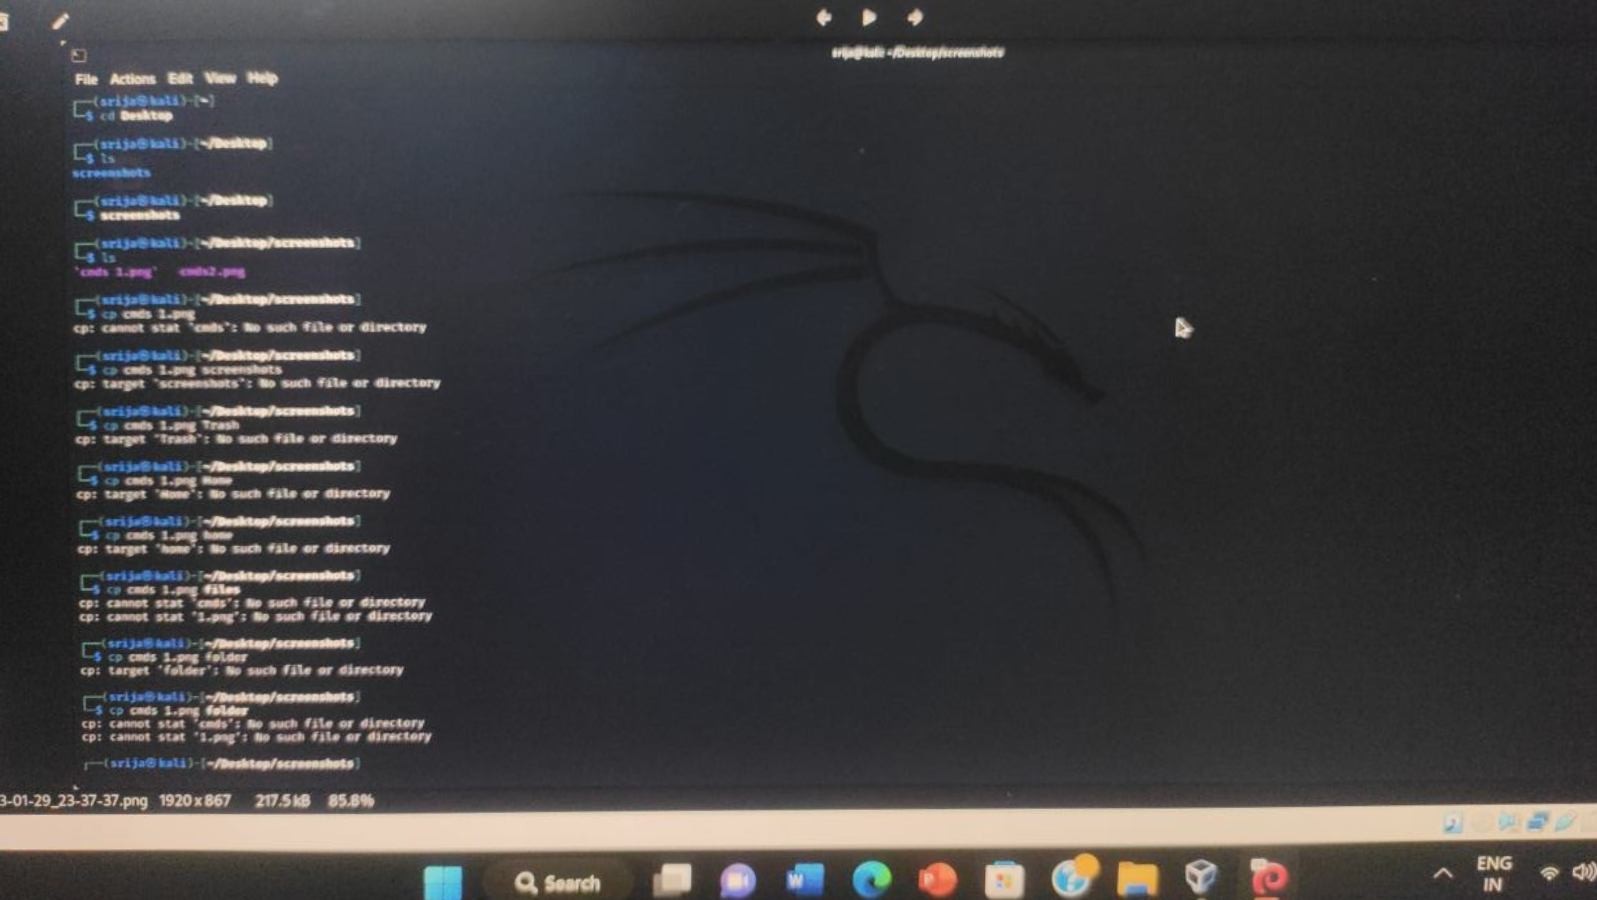 srija@kali: ~/Desktop/screenshots
File Actions Edit View Help
┌──(srija㉿kali)-[~]
└─$ cd Desktop
┌──(srija㉿kali)-[~/Desktop]
└─$ ls
screenshots
┌──(srija㉿kali)-[~/Desktop]
└─$ screenshots
┌──(srija㉿kali)-[~/Desktop/screenshots]
└─$ ls
'cmds 1.png' cmds2.png
┌──(srija㉿kali)-[~/Desktop/screenshots]
└─$ cp cmds 1.png
cp: cannot stat 'cmds': No such file or directory
┌──(srija㉿kali)-[~/Desktop/screenshots]
└─$ cp cmds 1.png screenshots
cp: target 'screenshots': No such file or directory
┌──(srija㉿kali)-[~/Desktop/screenshots]
└─$ cp cmds 1.png Trash
cp: target 'Trash': No such file or directory
┌──(srija㉿kali)-[~/Desktop/screenshots]
└─$ cp cmds 1.png Home
cp: target 'Home': No such file or directory
┌──(srija㉿kali)-[~/Desktop/screenshots]
└─$ cp cmds 1.png home
cp: target 'home': No such file or directory
┌──(srija㉿kali)-[~/Desktop/screenshots]
└─$ cp cmds 1.png files
cp: cannot stat 'cmds': No such file or directory
cp: cannot stat '1.png': No such file or directory
┌──(srija㉿kali)-[~/Desktop/screenshots]
└─$ cp cmds 1.png folder
cp: target 'folder': No such file or directory
┌──(srija㉿kali)-[~/Desktop/screenshots]
└─$ cp cmds 1.png folder
cp: cannot stat 'cmds': No such file or directory
cp: cannot stat '1.png': No such file or directory
┌──(srija㉿kali)-[~/Desktop/screenshots]
3-01-29_23-37-37.png 1920 x 867 217.5 kB 85.8%
Search
ENG
IN